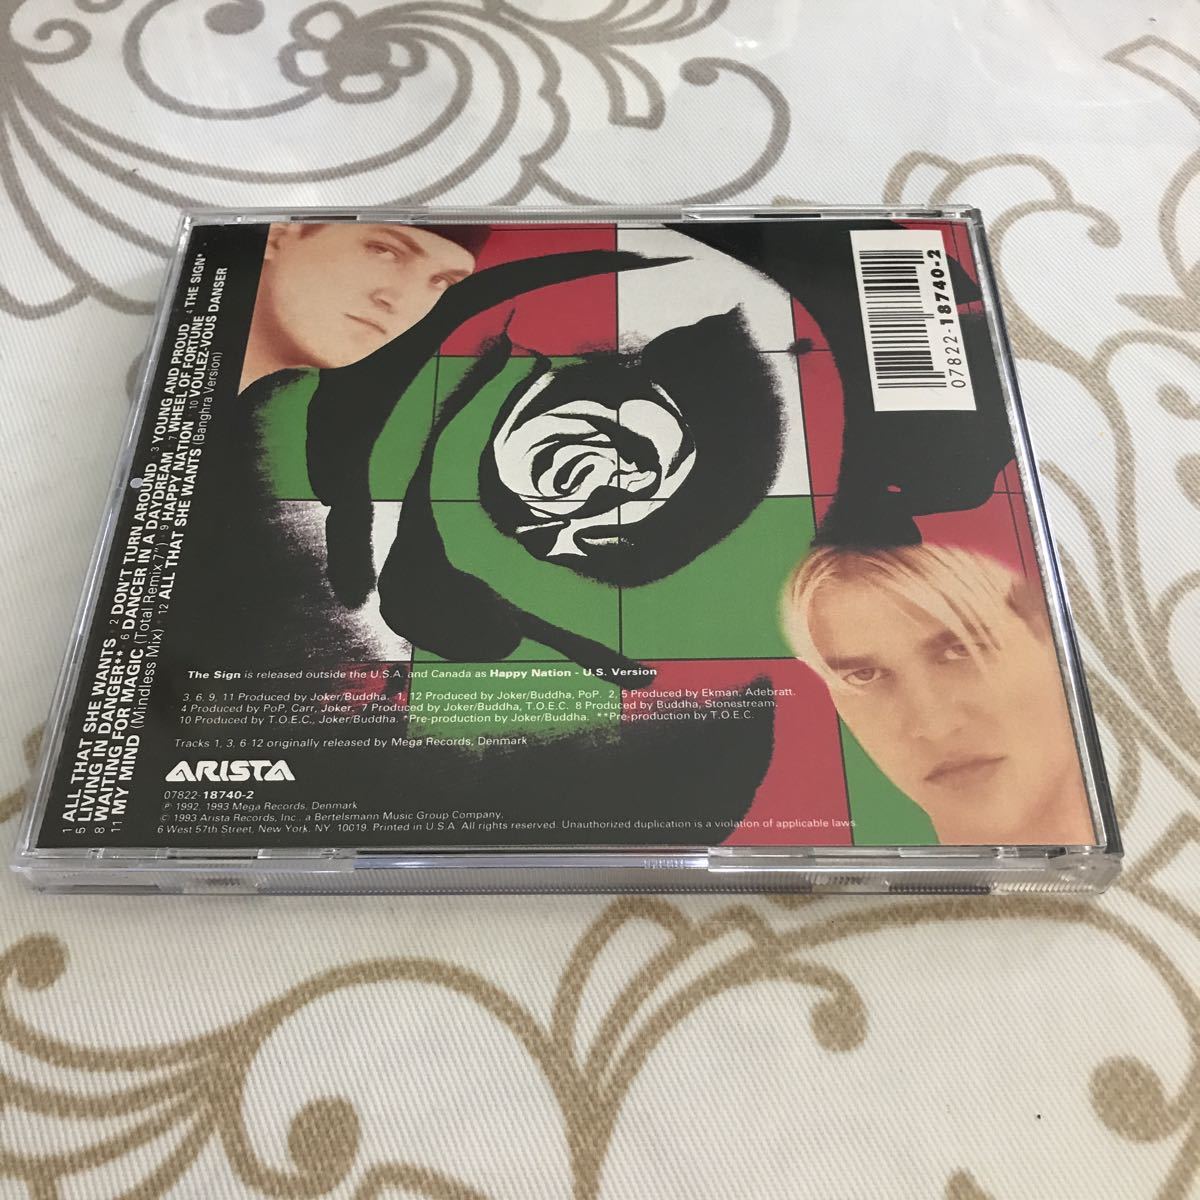 1 ALL THAT SHE WANTS · 2 DON'T TURN AROUND · 3 YOUNG AND PROUD · 4 THE SIGN*
5 LIVING IN DANGER** · 6 DANCER IN A DAYDREAM · 7 WHEEL OF FORTUNE
8 WAITING FOR MAGIC (Total Remix 7") · 9 HAPPY NATION · 10 VOULEZ-VOUS DANSER
11 MY MIND (Mindless Mix) · 12 ALL THAT SHE WANTS (Banghra Version)
07822-18740-2
The Sign is released outside the U.S.A. and Canada as Happy Nation - U.S. Version
3, 6, 9, 11 Produced by Joker/Buddha. 1, 12 Produced by Joker/Buddha, PoP. 2, 5 Produced by Ekman, Adebratt.
4 Produced by PoP, Carr, Joker. 7 Produced by Joker/Buddha, T.O.E.C. 8 Produced by Buddha, Stonestream.
10 Produced by T.O.E.C., Joker/Buddha. *Pre-production by Joker/Buddha. **Pre-production by T.O.E.C.
Tracks 1, 3, 6-12 originally released by Mega Records, Denmark
ARISTA
07822-18740-2
℗ 1992, 1993 Mega Records, Denmark
© 1993 Arista Records, Inc., a Bertelsmann Music Group Company,
6 West 57th Street, New York, NY. 10019. Printed in U.S.A. All rights reserved. Unauthorized duplication is a violation of applicable laws.